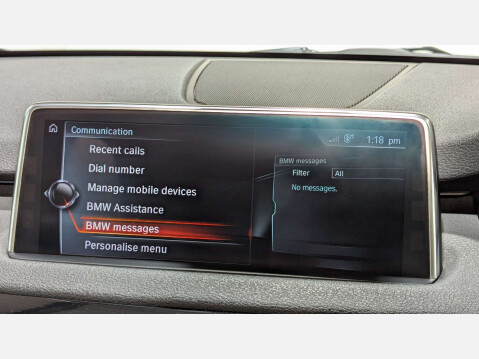 Communication
1:18 pm
Recent calls
Dial number
Manage mobile devices
BMW Assistance
BMW messages
Personalise menu
BMW messages
Filter All
No messages.